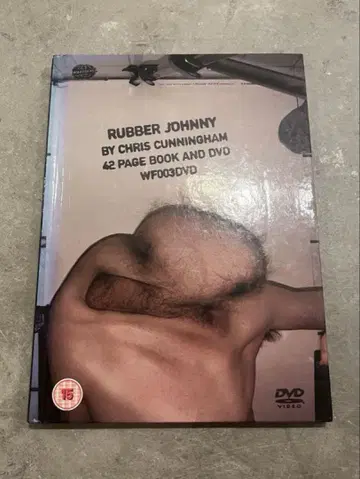 RUBBER JOHNNY
BY CHRIS CUNNINGHAM
42 PAGE BOOK AND DVD
WF003DVD
15
DVD
VIDEO